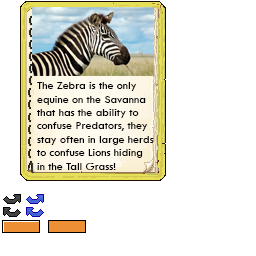 The Zebra is the only
equine on the Savanna
that has the ability to
confuse Predators, they
stay often in large herds
to confuse Lions hiding
in the Tall Grass!